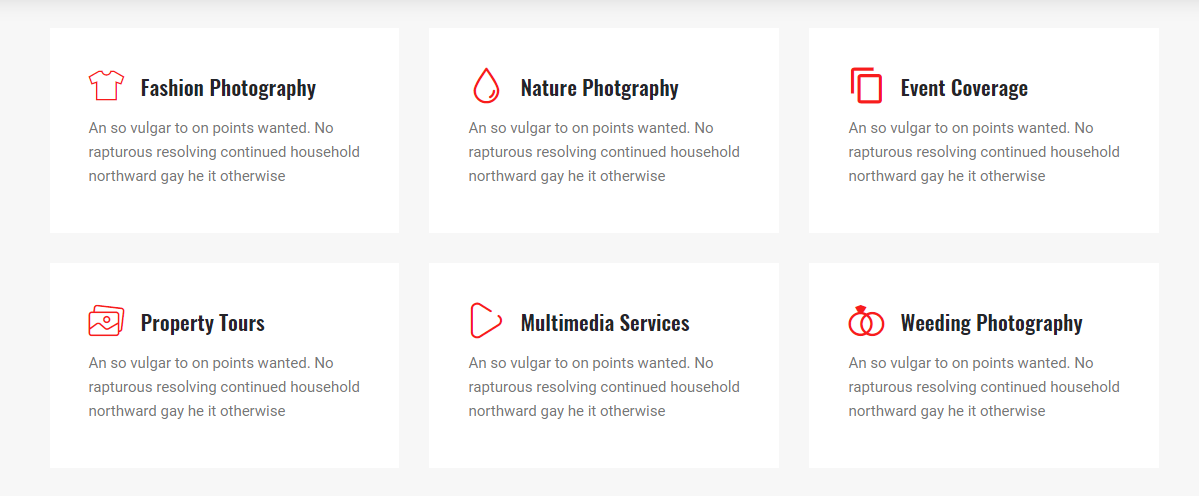 Fashion Photography
An so vulgar to on points wanted. No
rapturous resolving continued household
northward gay he it otherwise
Nature Photgraphy
An so vulgar to on points wanted. No
rapturous resolving continued household
northward gay he it otherwise
Event Coverage
An so vulgar to on points wanted. No
rapturous resolving continued household
northward gay he it otherwise
Property Tours
An so vulgar to on points wanted. No
rapturous resolving continued household
northward gay he it otherwise
Multimedia Services
An so vulgar to on points wanted. No
rapturous resolving continued household
northward gay he it otherwise
Weeding Photography
An so vulgar to on points wanted. No
rapturous resolving continued household
northward gay he it otherwise